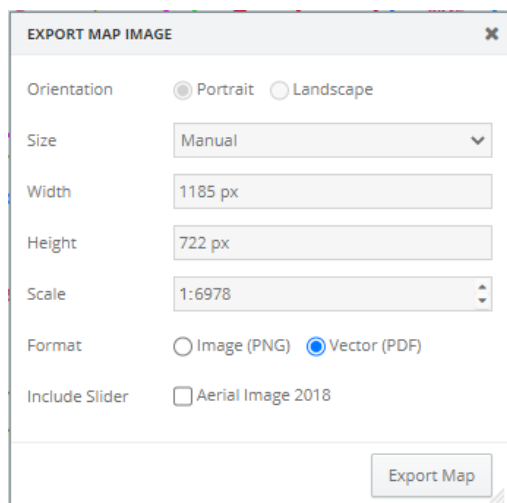 EXPORT MAP IMAGE
Orientation Portrait Landscape
Size Manual
Width 1185 px
Height 722 px
Scale 1:6978
Format Image (PNG) Vector (PDF)
Include Slider Aerial Image 2018
Export Map